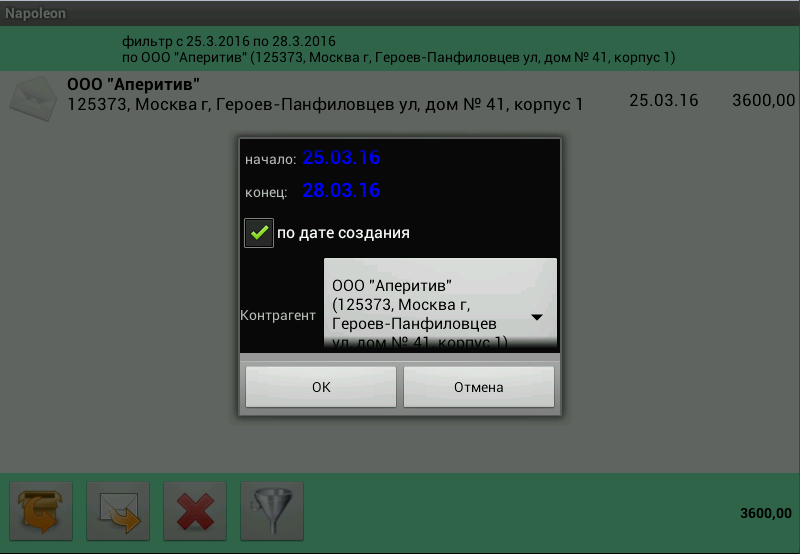 Napoleon
фильтр с 25.3.2016 по 28.3.2016
по ООО "Аперитив" (125373, Москва г, Героев-Панфиловцев ул, дом № 41, корпус 1)
ООО "Аперитив"
125373, Москва г, Героев-Панфиловцев ул, дом № 41, корпус 1 25.03.16 3600,00
начало: 25.03.16
конец: 28.03.16
по дате создания
Контрагент
ООО "Аперитив"
(125373, Москва г,
Героев-Панфиловцев
ул, дом № 41, корпус 1)
ОК Отмена
3600,00